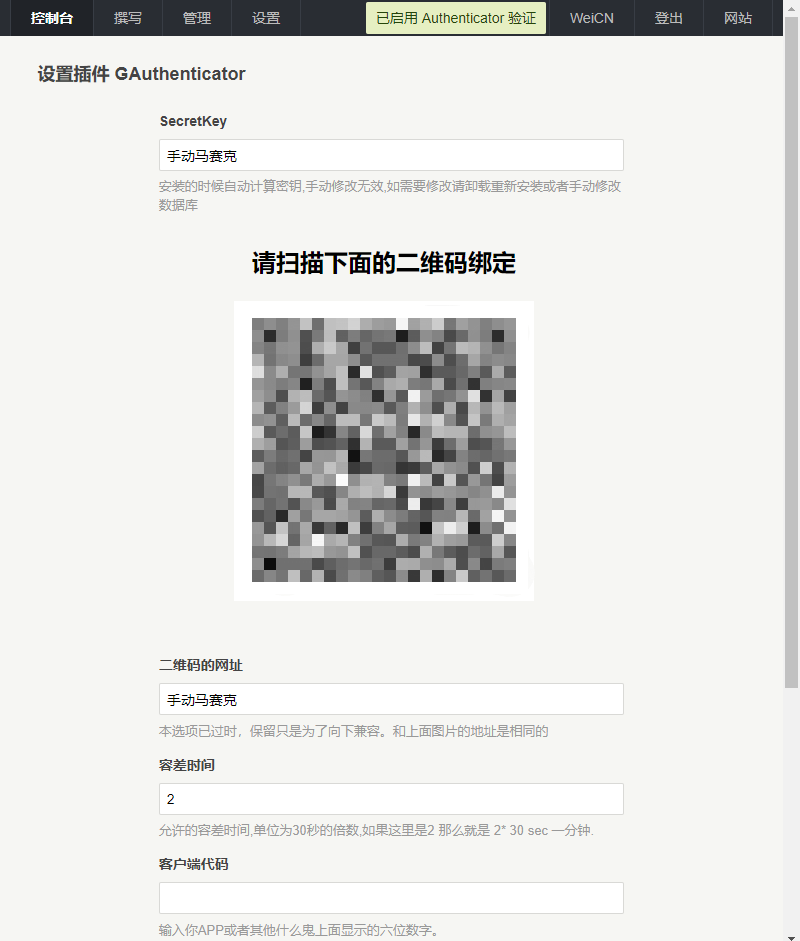 控制台 撰写 管理 设置 已启用 Authenticator 验证 WeiCN 登出 网站
设置插件 GAuthenticator
SecretKey
手动马赛克
安装的时候自动计算密钥,手动修改无效,如需要修改请卸载重新安装或者手动修改
数据库
请扫描下面的二维码绑定
二维码的网址
手动马赛克
本选项已过时，保留只是为了向下兼容。和上面图片的地址是相同的
容差时间
2
允许的容差时间,单位为30秒的倍数,如果这里是2 那么就是 2* 30 sec 一分钟.
客户端代码
输入你APP或者其他什么鬼上面显示的六位数字。